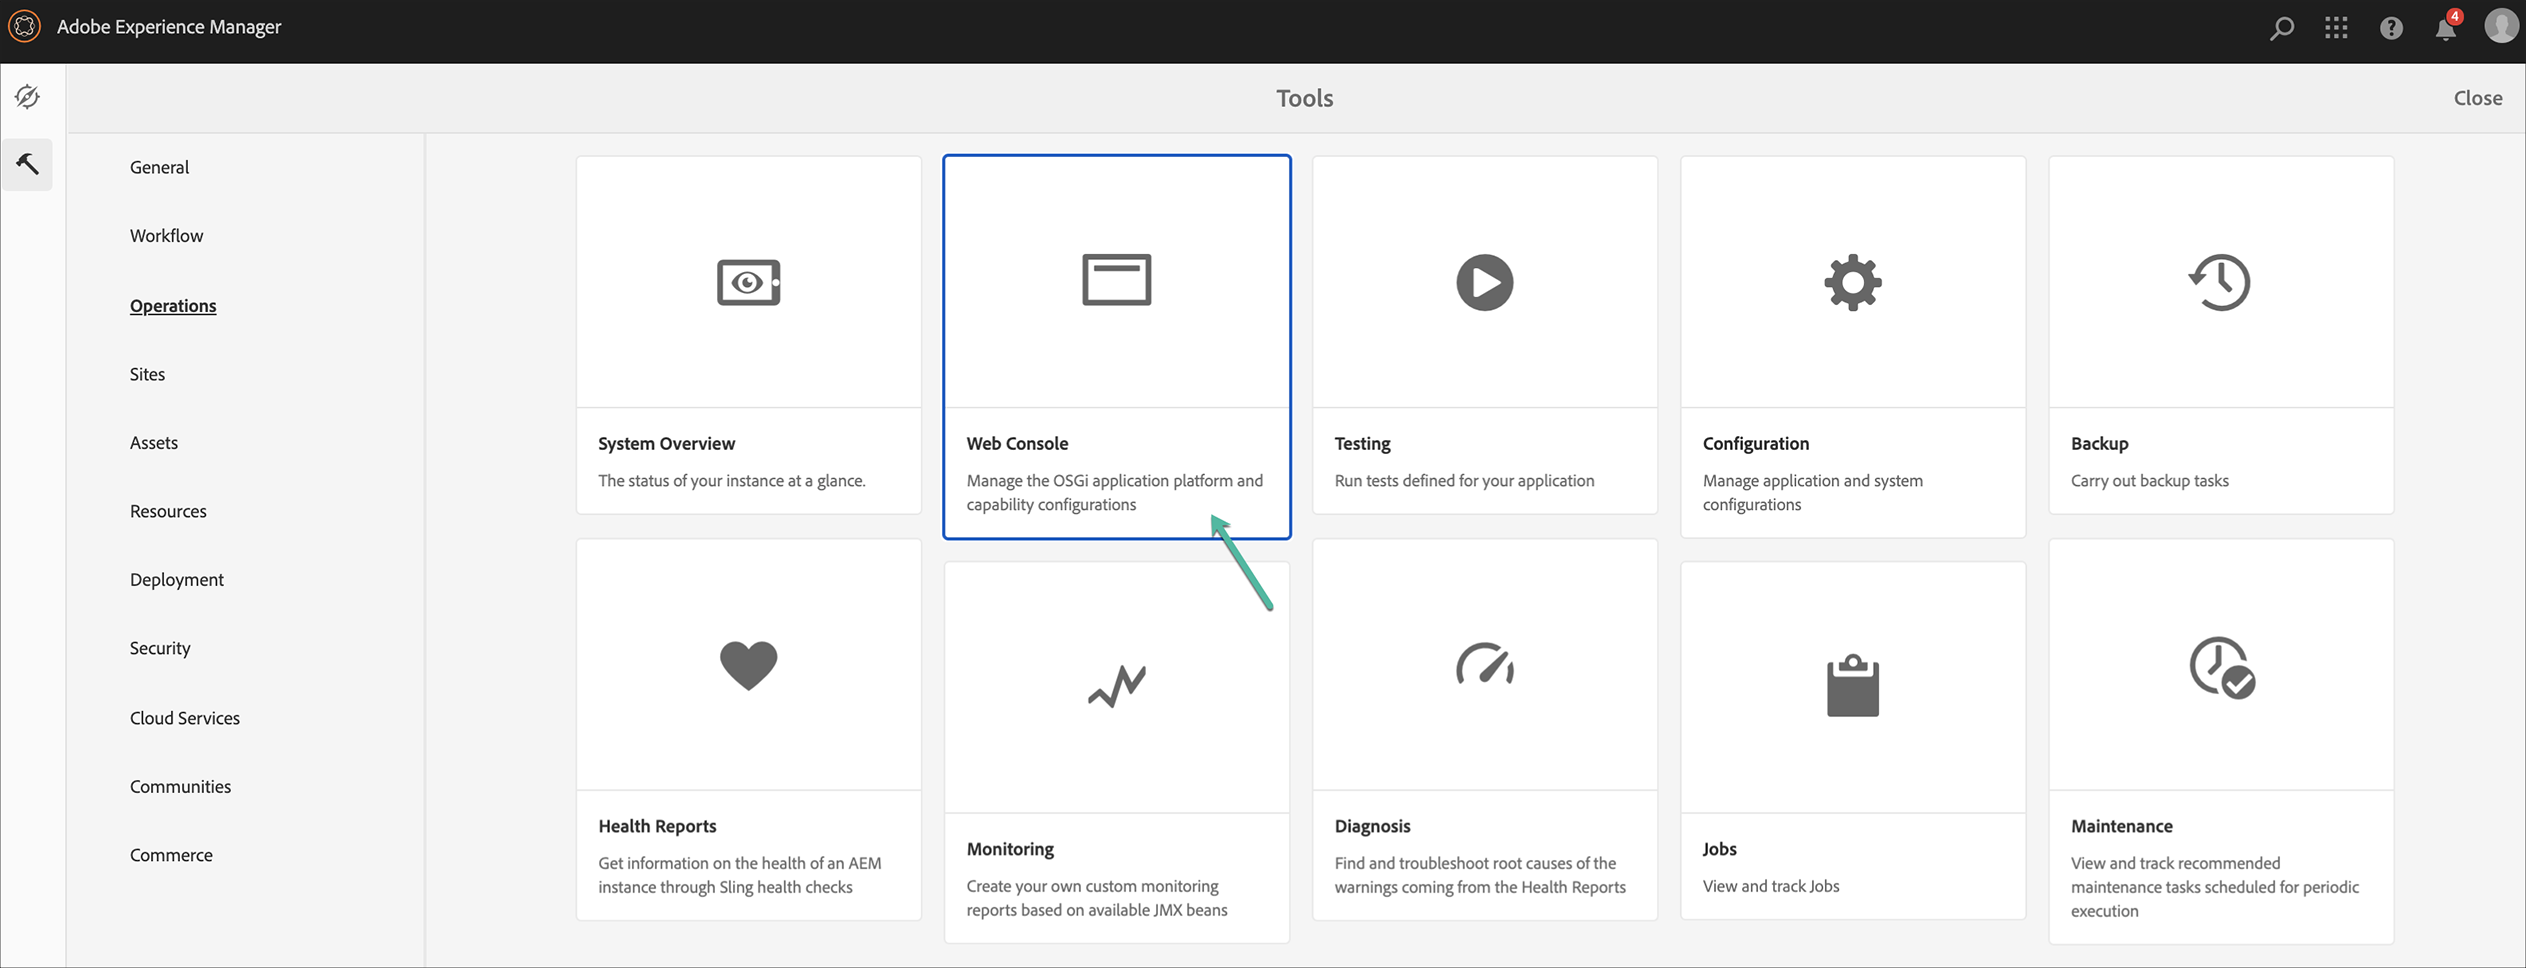 Adobe Experience Manager
4
Tools
Close
General
Workflow
Operations
Sites
Assets
Resources
Deployment
Security
Cloud Services
Communities
Commerce
System Overview
The status of your instance at a glance.
Web Console
Manage the OSGi application platform and
capability configurations
Testing
Run tests defined for your application
Configuration
Manage application and system
configurations
Backup
Carry out backup tasks
Health Reports
Get information on the health of an AEM
instance through Sling health checks
Monitoring
Create your own custom monitoring
reports based on available JMX beans
Diagnosis
Find and troubleshoot root causes of the
warnings coming from the Health Reports
Jobs
View and track Jobs
Maintenance
View and track recommended
maintenance tasks scheduled for periodic
execution